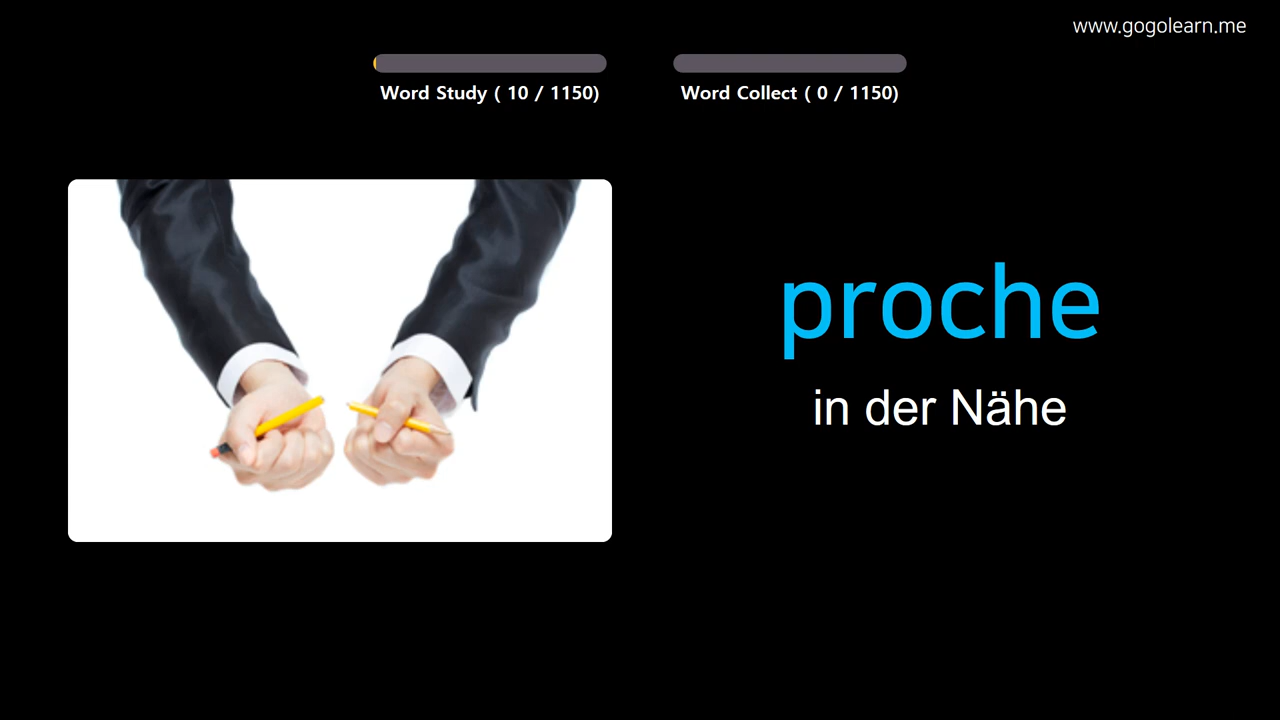 www.gogolearn.me
Word Study ( 10 / 1150)
Word Collect ( 0 / 1150)
proche
in der Nähe